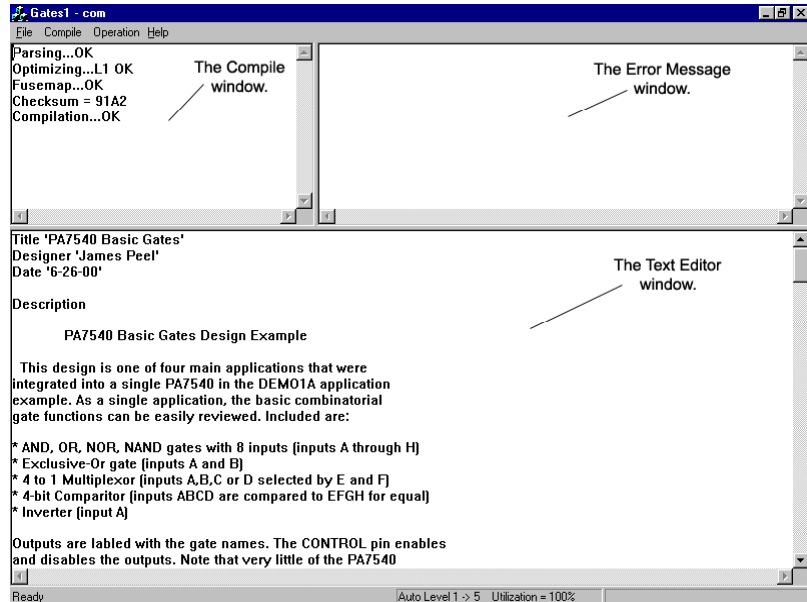 Gates1 - com
File Compile Operation Help
Parsing...OK
Optimizing...L1 OK
Fusemap...OK
Checksum = 91A2
Compilation...OK
The Compile
window.
The Error Message
window.
Title 'PA7540 Basic Gates'
Designer 'James Peel'
Date '6-26-00'
Description
PA7540 Basic Gates Design Example
This design is one of four main applications that were
integrated into a single PA7540 in the DEMO1A application
example. As a single application, the basic combinatorial
gate functions can be easily reviewed. Included are:
* AND, OR, NOR, NAND gates with 8 inputs (inputs A through H)
* Exclusive-Or gate (inputs A and B)
* 4 to 1 Multiplexor (inputs A,B,C or D selected by E and F)
* 4-bit Comparitor (inputs ABCD are compared to EFGH for equal)
* Inverter (input A)
Outputs are labled with the gate names. The CONTROL pin enables
and disables the outputs. Note that very little of the PA7540
The Text Editor
window.
Ready
Auto Level 1 -> 5 Utilization = 100%